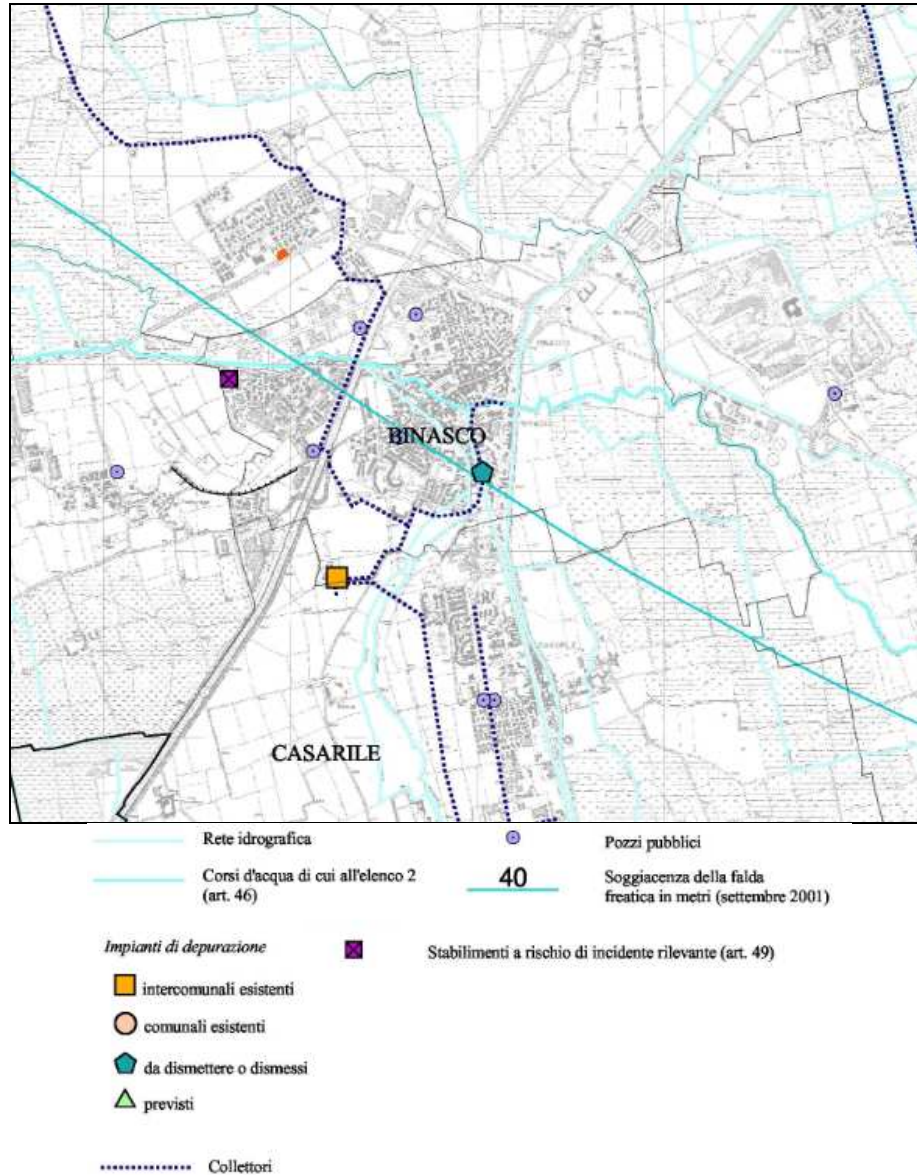 BINASCO
CASARILE
Rete idrografica
Corsi d'acqua di cui all'elenco 2
(art. 46)
Pozzi pubblici
40
Soggiacenza della falda
freatica in metri (settembre 2001)
Impianti di depurazione
intercomunali esistenti
comunali esistenti
da dismettere o dismessi
previsti
Stabilimenti a rischio di incidente rilevante (art. 49)
Collettori